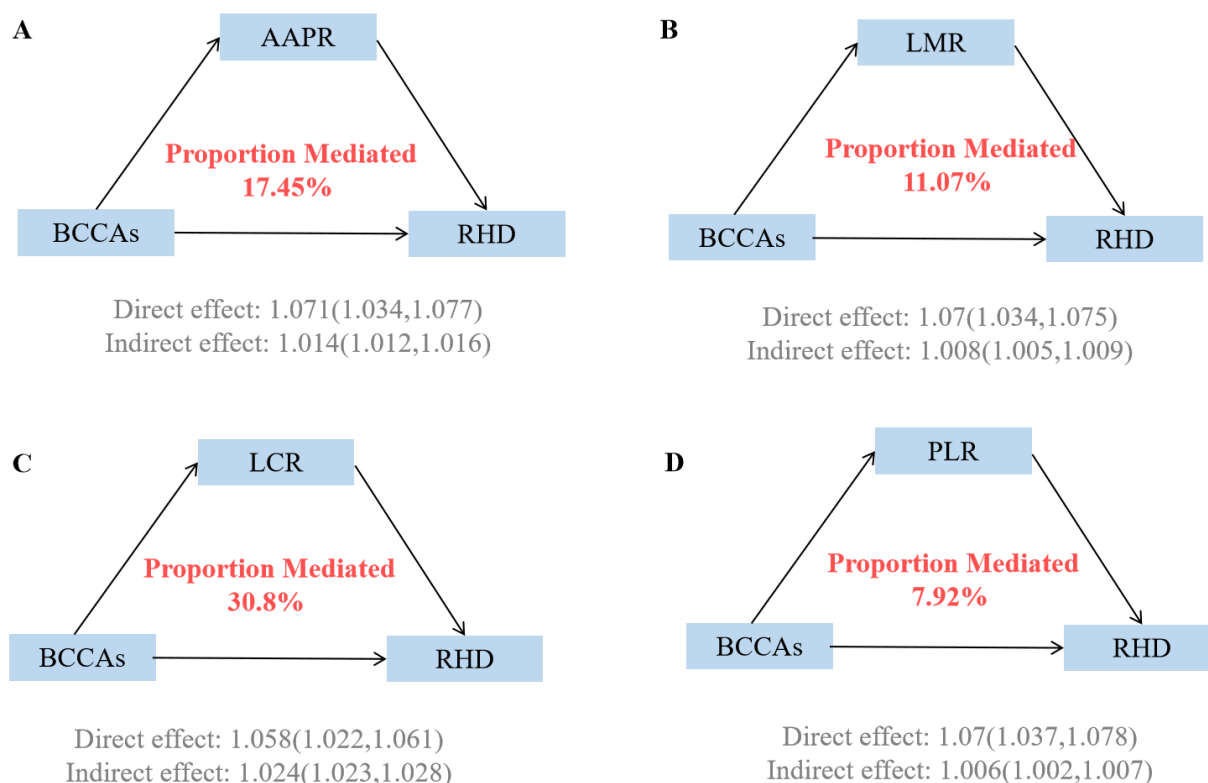 A
AAPR
Proportion Mediated
17.45%
BCCAs
RHD
Direct effect: 1.071(1.034,1.077)
Indirect effect: 1.014(1.012,1.016)
B
LMR
Proportion Mediated
11.07%
BCCAs
RHD
Direct effect: 1.07(1.034,1.075)
Indirect effect: 1.008(1.005,1.009)
C
LCR
Proportion Mediated
30.8%
BCCAs
RHD
Direct effect: 1.058(1.022,1.061)
Indirect effect: 1.024(1.023,1.028)
D
PLR
Proportion Mediated
7.92%
BCCAs
RHD
Direct effect: 1.07(1.037,1.078)
Indirect effect: 1.006(1.002,1.007)